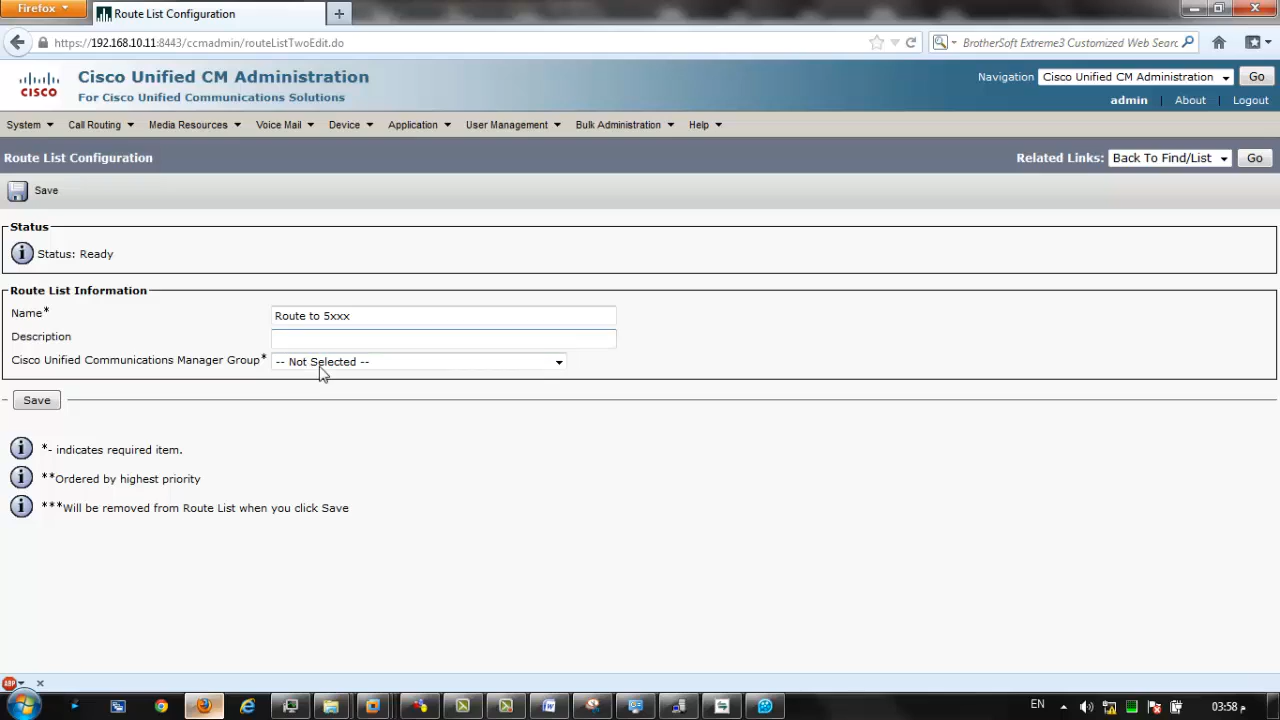 Firefox
Route List Configuration
https://192.168.10.11:8443/ccmadmin/routeListTwoEdit.do
BrotherSoft Extreme3 Customized Web Searc
CISCO
Cisco Unified CM Administration
For Cisco Unified Communications Solutions
Navigation Cisco Unified CM Administration Go
admin | About | Logout
System Call Routing Media Resources Voice Mail Device Application User Management Bulk Administration Help
Route List Configuration
Related Links: Back To Find/List Go
Save
Status
Status: Ready
Route List Information
Name* Route to 5xxx
Description
Cisco Unified Communications Manager Group* -- Not Selected --
Save
*- indicates required item.
**Ordered by highest priority
***Will be removed from Route List when you click Save
ABP
EN
03:58 م